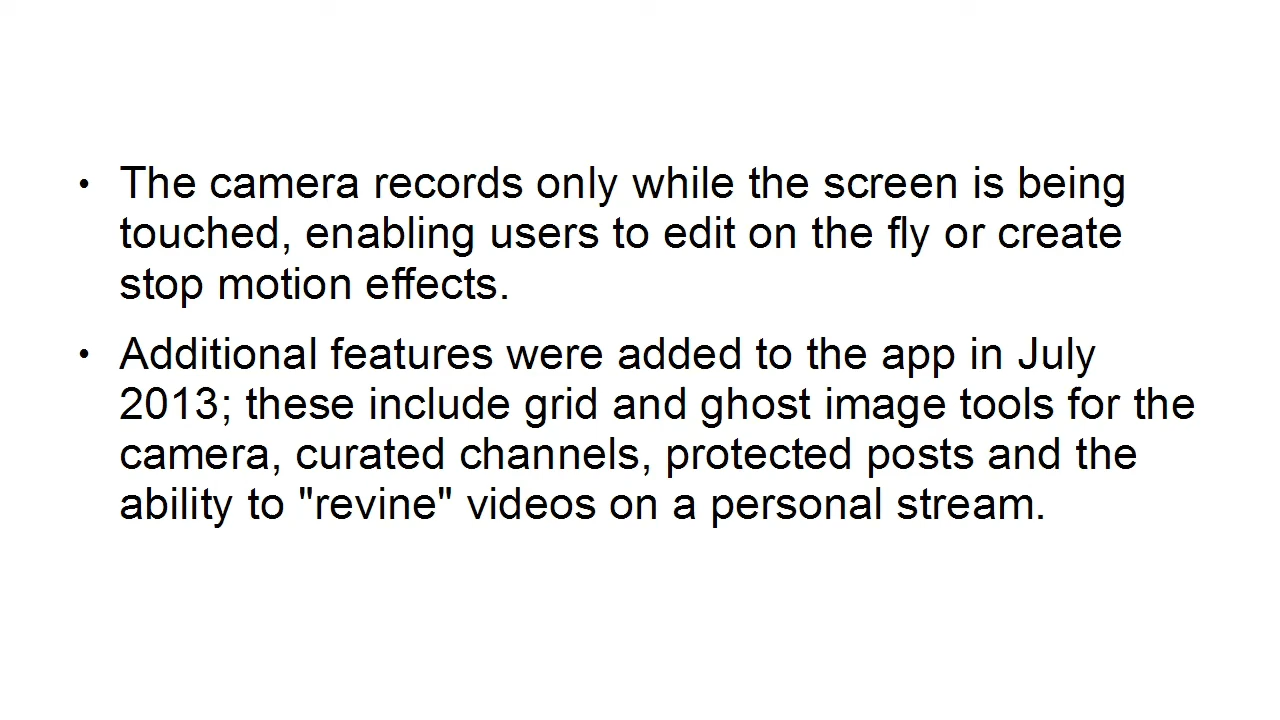 • The camera records only while the screen is being
touched, enabling users to edit on the fly or create
stop motion effects.
• Additional features were added to the app in July
2013; these include grid and ghost image tools for the
camera, curated channels, protected posts and the
ability to "revine" videos on a personal stream.